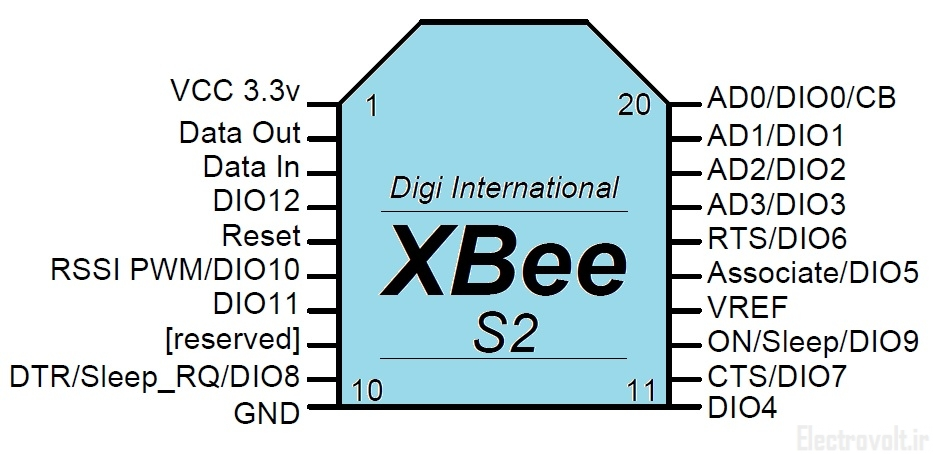 VCC 3.3v
Data Out
Data In
DIO12
Reset
RSSI PWM/DIO10
DIO11
[reserved]
DTR/Sleep_RQ/DIO8
GND
1
20
Digi International
XBee
S2
10
11
AD0/DIO0/CB
AD1/DIO1
AD2/DIO2
AD3/DIO3
RTS/DIO6
Associate/DIO5
VREF
ON/Sleep/DIO9
CTS/DIO7
DIO4
Electrovolt.ir